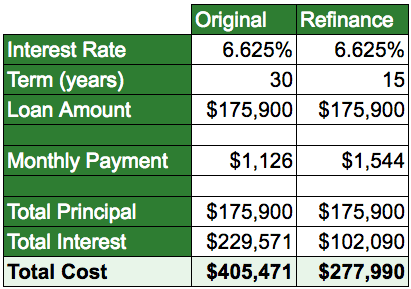 Original Refinance
Interest Rate 6.625% 6.625%
Term (years) 30 15
Loan Amount $175,900 $175,900
Monthly Payment $1,126 $1,544
Total Principal $175,900 $175,900
Total Interest $229,571 $102,090
Total Cost $405,471 $277,990